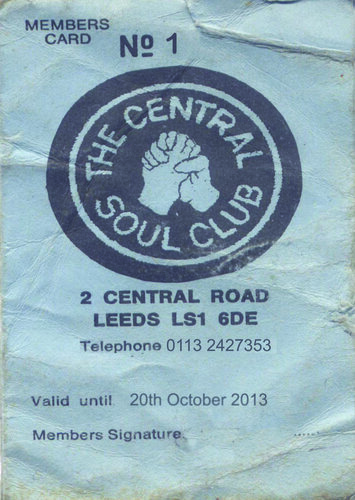 MEMBERS
CARD
Nº 1
THE CENTRAL
SOUL CLUB
2 CENTRAL ROAD
LEEDS LS1 6DE
Telephone 0113 2427353
Valid until 20th October 2013
Members Signature